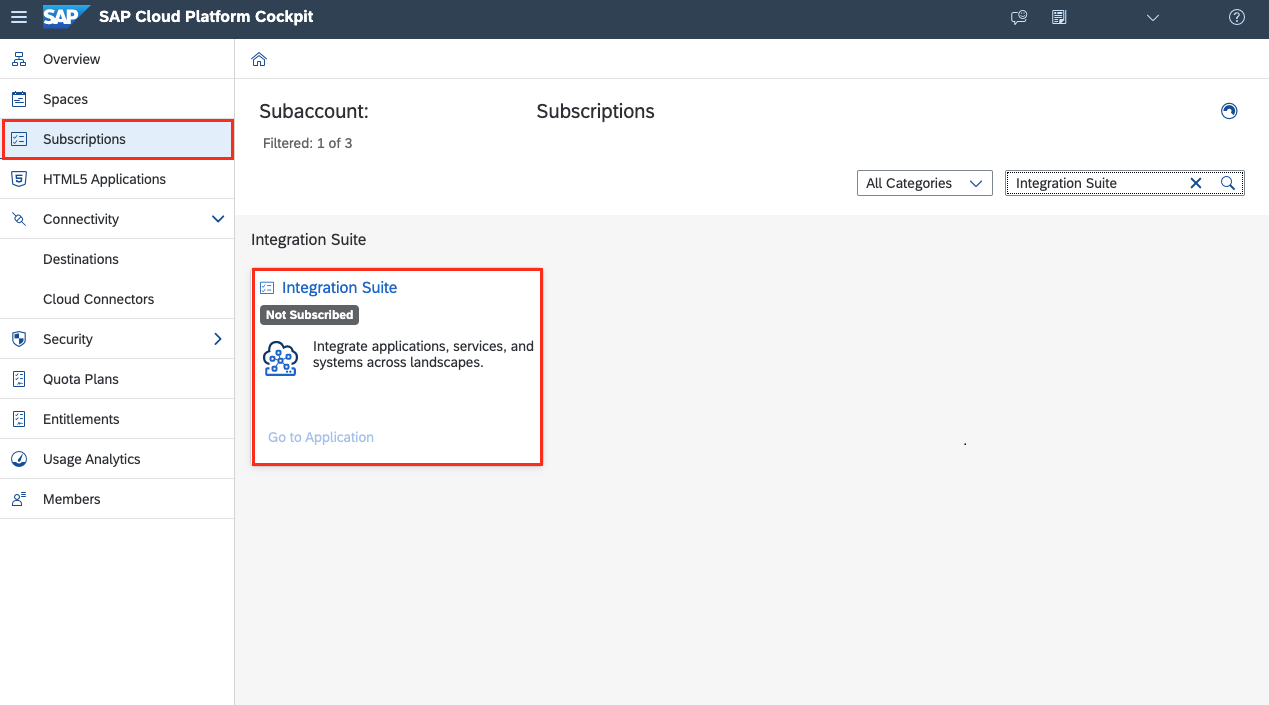 SAP SAP Cloud Platform Cockpit
Overview
Spaces
Subscriptions
HTML5 Applications
Connectivity
Destinations
Cloud Connectors
Security
Quota Plans
Entitlements
Usage Analytics
Members
Subaccount: Subscriptions
Filtered: 1 of 3
All Categories Integration Suite
Integration Suite
Integration Suite
Not Subscribed
Integrate applications, services, and
systems across landscapes.
Go to Application
.